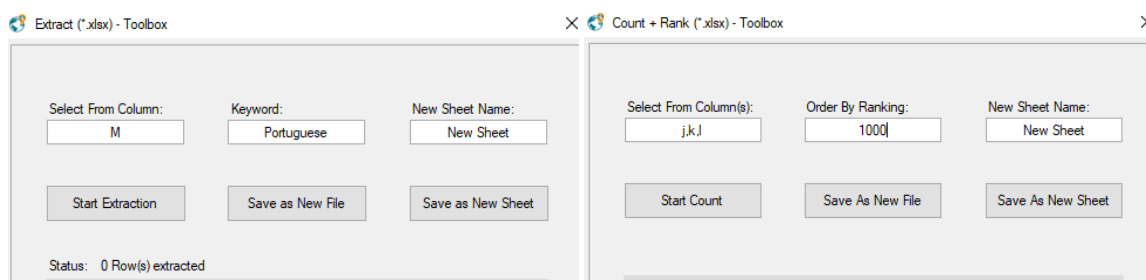 Extract (*.xlsx) - Toolbox
Select From Column: Keyword: New Sheet Name:
M Portuguese New Sheet
Start Extraction Save as New File Save as New Sheet
Status: 0 Row(s) extracted
Count + Rank (*.xlsx) - Toolbox
Select From Column(s): Order By Ranking: New Sheet Name:
j,k,l 1000 New Sheet
Start Count Save As New File Save As New Sheet